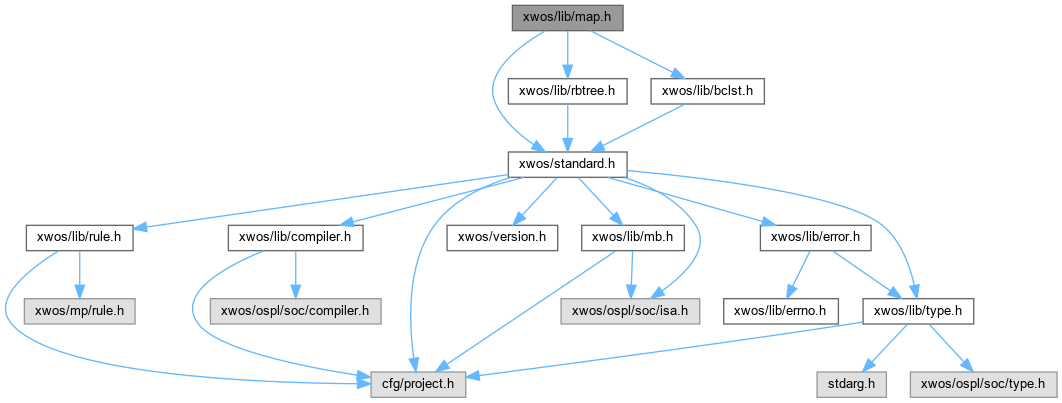 xwos/lib/map.h
xwos/lib/rbtree.h
xwos/lib/bclst.h
xwos/standard.h
xwos/lib/rule.h
xwos/lib/compiler.h
xwos/version.h
xwos/lib/mb.h
xwos/lib/error.h
xwos/mp/rule.h
xwos/ospl/soc/compiler.h
xwos/ospl/soc/isa.h
xwos/lib/errno.h
xwos/lib/type.h
cfg/project.h
stdarg.h
xwos/ospl/soc/type.h